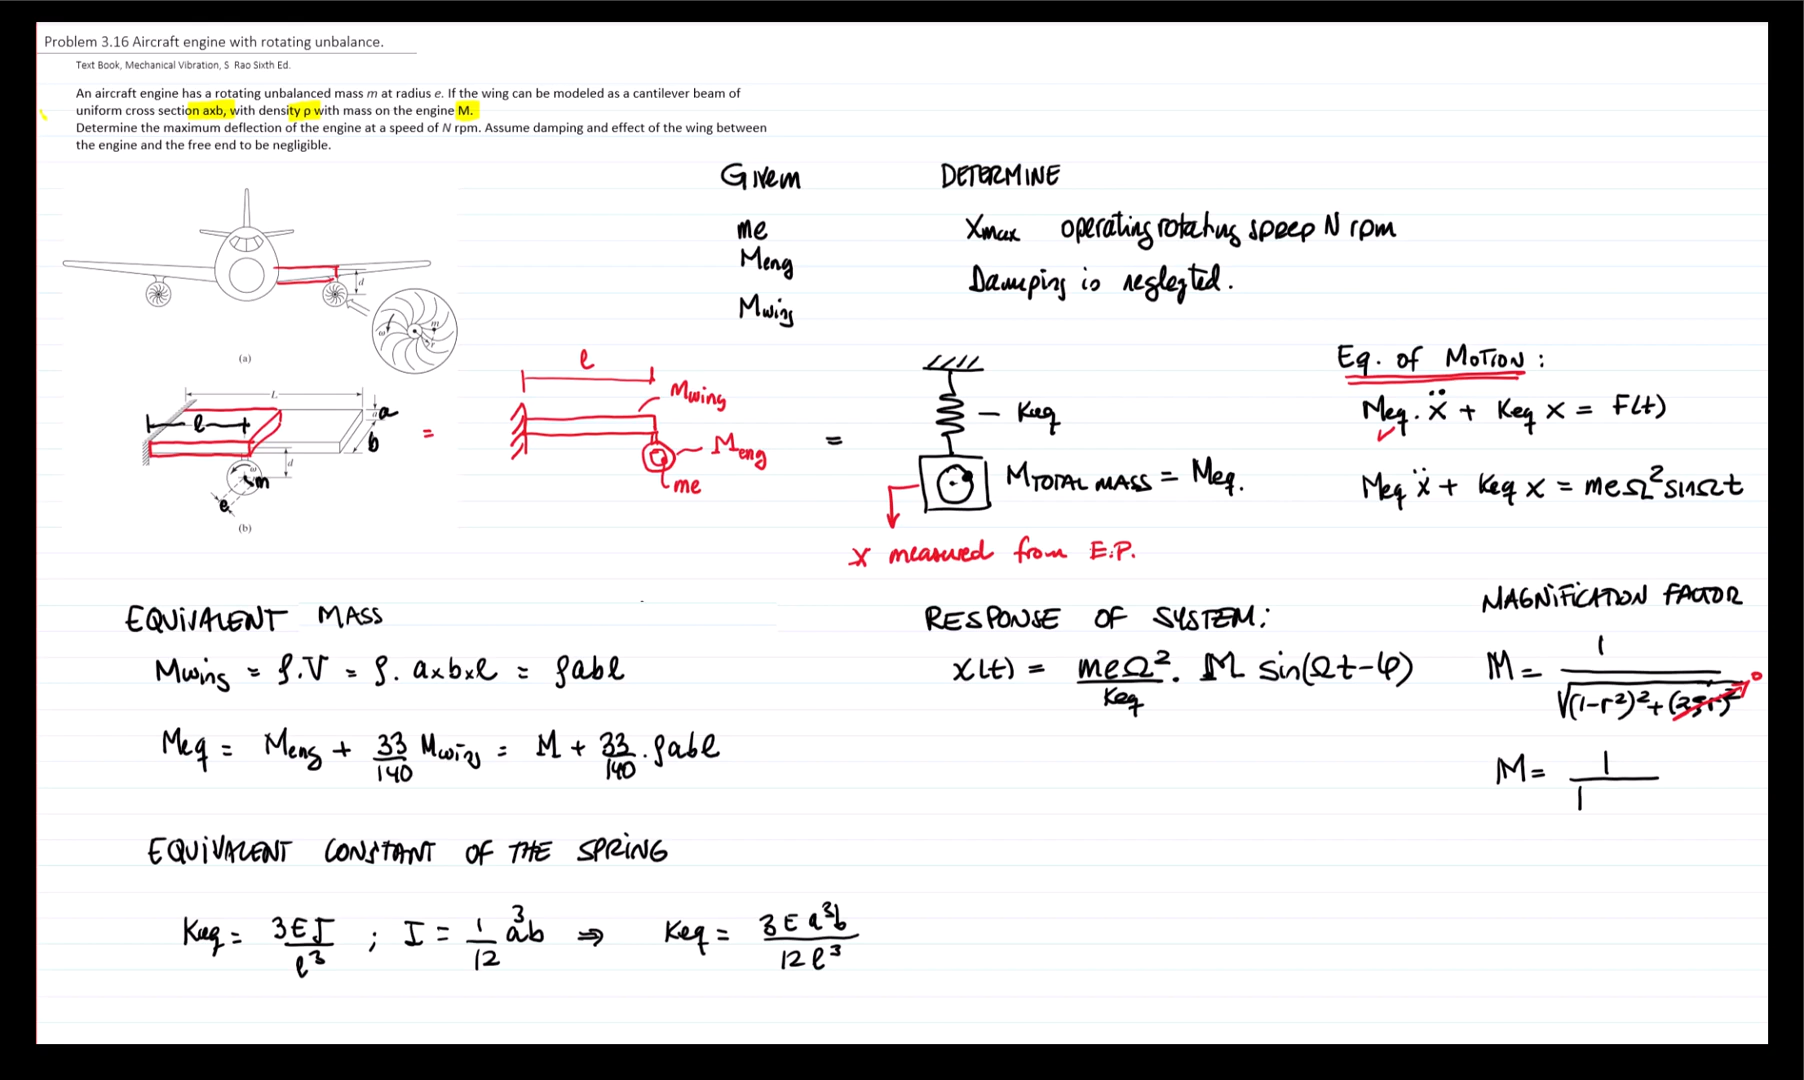 Problem 3.16 Aircraft engine with rotating unbalance.
Text Book, Mechanical Vibration, S Rao Sixth Ed.
An aircraft engine has a rotating unbalanced mass m at radius e. If the wing can be modeled as a cantilever beam of
uniform cross section axb, with density ρ with mass on the engine M.
Determine the maximum deflection of the engine at a speed of N rpm. Assume damping and effect of the wing between
the engine and the free end to be negligible.
Given
me
Meng
Mwing
DETERMINE
Xmax operating rotating speep N rpm
Damping is neglegted.
d
m
ω
r
(a)
L
l
a
b
d
ω
m
e
(b)
=
l
Mwing
Meng
me
=
Keq
MTOTAL MASS = Meq.
X measured from E.P.
Eq. of MOTION:
Meq. ẍ + Keq x = F(t)
Meq ẍ + Keq x = meΩ² sinΩt
EQUIVALENT MASS
Mwing = ρ.V = ρ. a×b×l = ρabl
Meq = Meng + 33/140 Mwing = M + 33/140 . ρabl
EQUIVALENT CONSTANT OF THE SPRING
Keq = 3EI/l³ ; I = 1/12 a³b ⇒ Keq = 3Ea³b/12l³
RESPONSE OF SYSTEM:
x(t) = meΩ²/Keq . M sin(Ωt-φ)
MAGNIFICATION FACTOR
M = 1/√(1-r²)²+(2ξr)² 0
M = 1/1